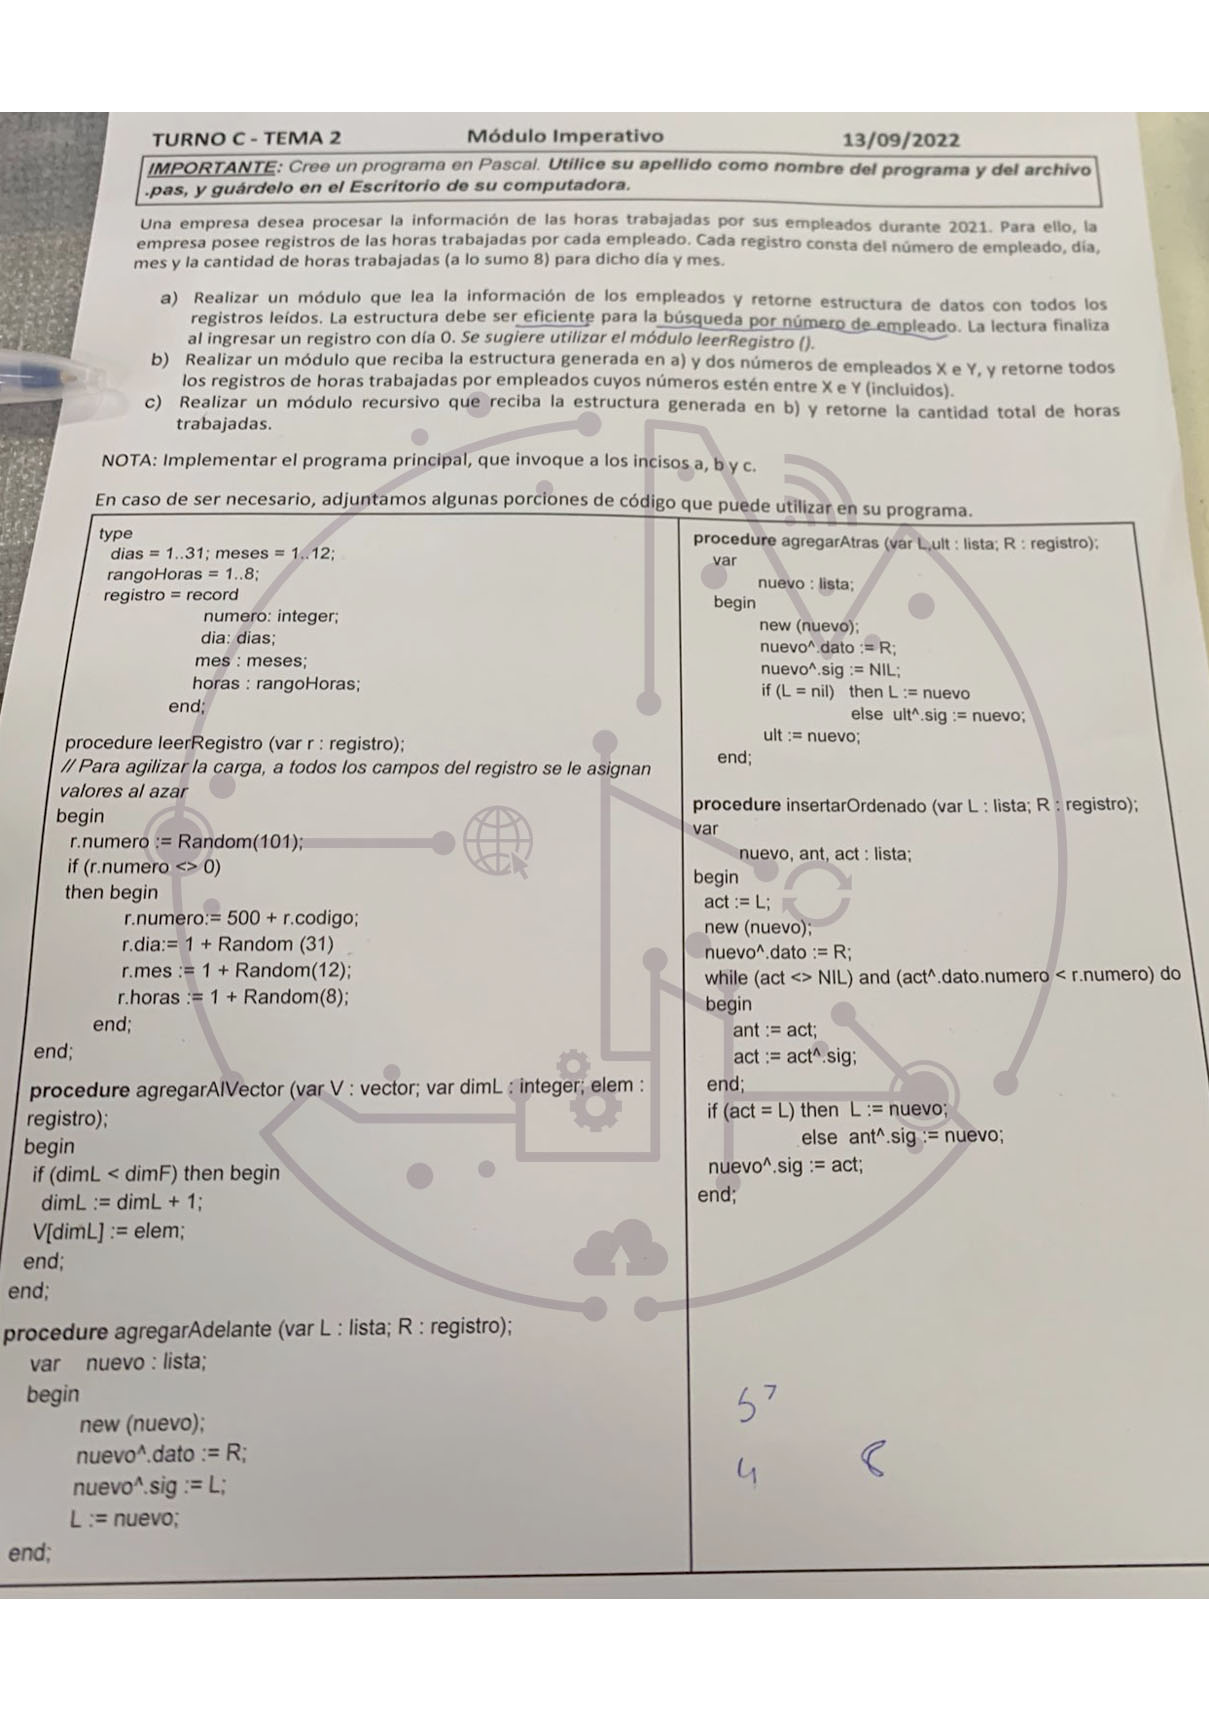 TURNO C - TEMA 2 Módulo Imperativo 13/09/2022
IMPORTANTE: Cree un programa en Pascal. Utilice su apellido como nombre del programa y del archivo
.pas, y guárdelo en el Escritorio de su computadora.
Una empresa desea procesar la información de las horas trabajadas por sus empleados durante 2021. Para ello, la
empresa posee registros de las horas trabajadas por cada empleado. Cada registro consta del número de empleado, día,
mes y la cantidad de horas trabajadas (a lo sumo 8) para dicho día y mes.
a) Realizar un módulo que lea la información de los empleados y retorne estructura de datos con todos los
registros leídos. La estructura debe ser eficiente para la búsqueda por número de empleado. La lectura finaliza
al ingresar un registro con día 0. Se sugiere utilizar el módulo leerRegistro ().
b) Realizar un módulo que reciba la estructura generada en a) y dos números de empleados X e Y, y retorne todos
los registros de horas trabajadas por empleados cuyos números estén entre X e Y (incluidos).
c) Realizar un módulo recursivo que reciba la estructura generada en b) y retorne la cantidad total de horas
trabajadas.
NOTA: Implementar el programa principal, que invoque a los incisos a, b y c.
En caso de ser necesario, adjuntamos algunas porciones de código que puede utilizar en su programa.
type
dias = 1..31; meses = 1..12;
rangoHoras = 1..8;
registro = record
numero: integer;
dia: dias;
mes : meses;
horas : rangoHoras;
end;
procedure leerRegistro (var r : registro);
// Para agilizar la carga, a todos los campos del registro se le asignan
valores al azar
begin
r.numero := Random(101);
if (r.numero <> 0)
then begin
r.numero:= 500 + r.codigo;
r.dia:= 1 + Random (31)
r.mes := 1 + Random(12);
r.horas := 1 + Random(8);
end;
end;
procedure agregarAlVector (var V : vector; var dimL : integer; elem :
registro);
begin
if (dimL < dimF) then begin
dimL := dimL + 1;
V[dimL] := elem;
end;
end;
procedure agregarAdelante (var L : lista; R : registro);
var nuevo : lista;
begin
new (nuevo);
nuevo^.dato := R;
nuevo^.sig := L;
L := nuevo;
end;
procedure agregarAtras (var L,ult : lista; R : registro);
var
nuevo : lista;
begin
new (nuevo);
nuevo^.dato := R;
nuevo^.sig := NIL;
if (L = nil) then L := nuevo
else ult^.sig := nuevo;
ult := nuevo;
end;
procedure insertarOrdenado (var L : lista; R : registro);
var
nuevo, ant, act : lista;
begin
act := L;
new (nuevo);
nuevo^.dato := R;
while (act <> NIL) and (act^.dato.numero < r.numero) do
begin
ant := act;
act := act^.sig;
end;
if (act = L) then L := nuevo;
else ant^.sig := nuevo;
nuevo^.sig := act;
end;
5 7
4 8